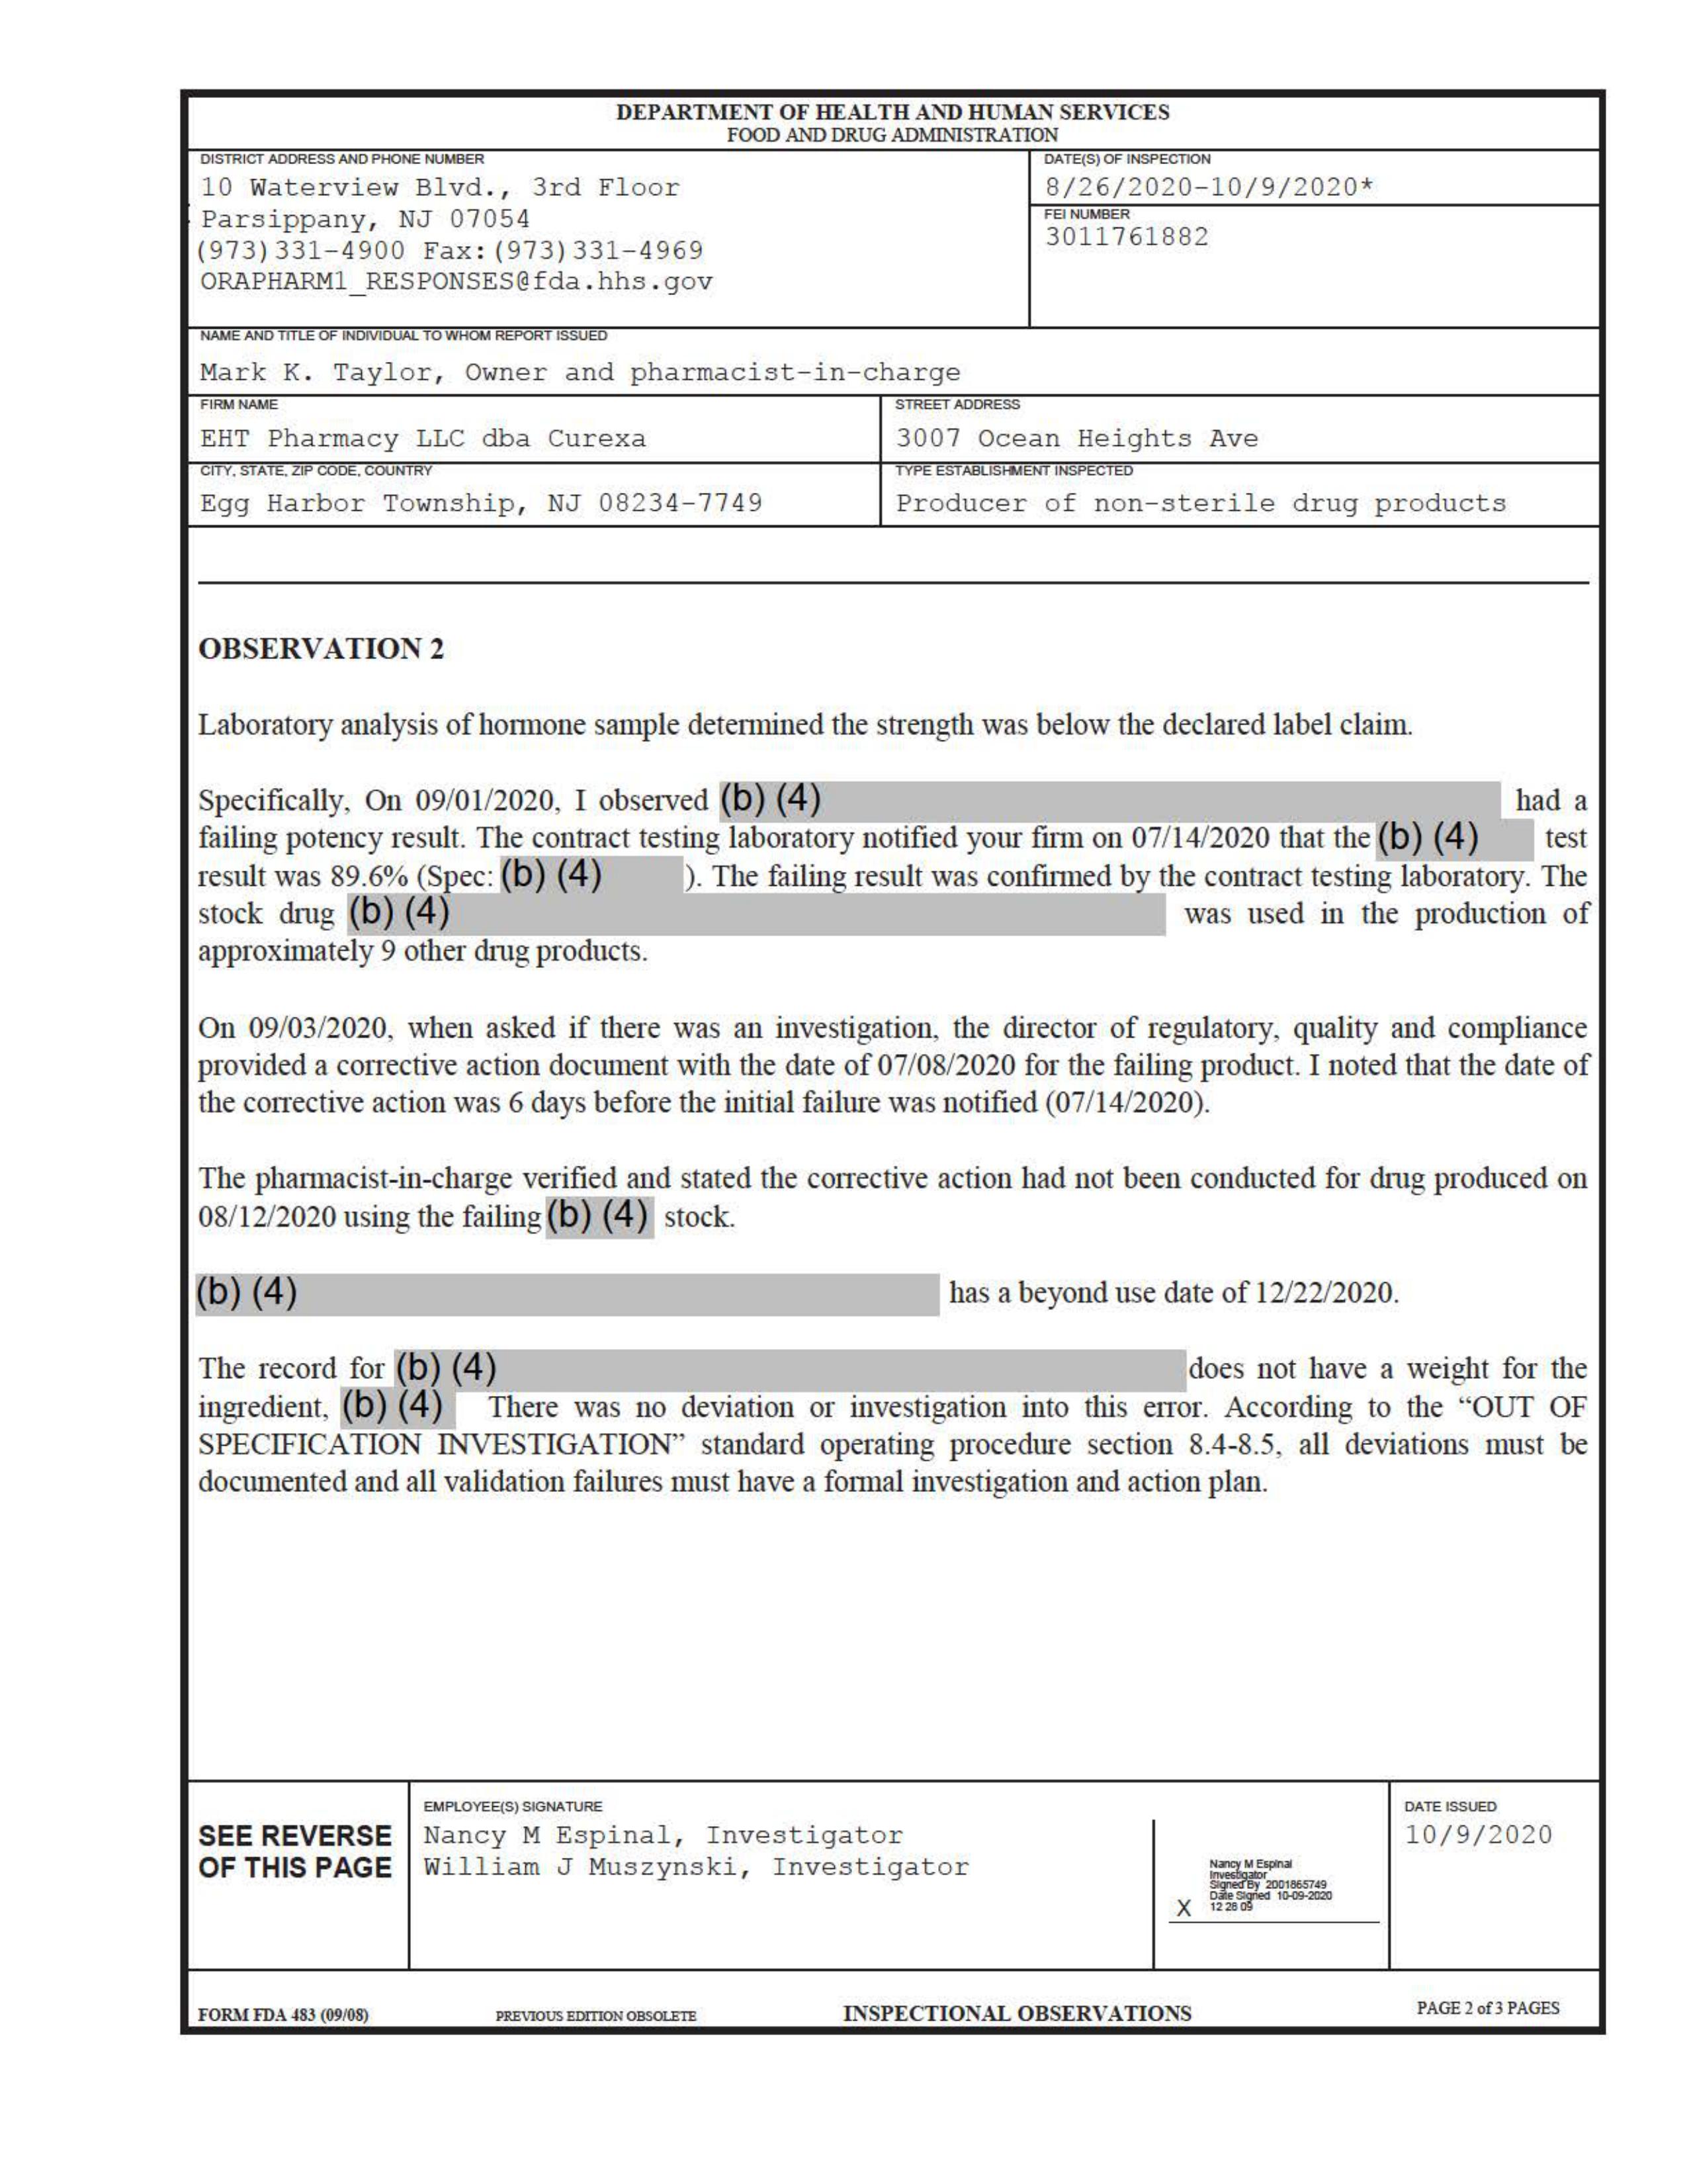 DEPARTMENT OF HEALTH AND HUMAN SERVICES
FOOD AND DRUG ADMINISTRATION
DISTRICT ADDRESS AND PHONE NUMBER
10 Waterview Blvd., 3rd Floor
Parsippany, NJ 07054
(973)331-4900 Fax:(973)331-4969
ORAPHARM1_RESPONSES@fda.hhs.gov
DATE(S) OF INSPECTION
8/26/2020-10/9/2020*
FEI NUMBER
3011761882
NAME AND TITLE OF INDIVIDUAL TO WHOM REPORT ISSUED
Mark K. Taylor, Owner and pharmacist-in-charge
FIRM NAME
EHT Pharmacy LLC dba Curexa
STREET ADDRESS
3007 Ocean Heights Ave
CITY, STATE, ZIP CODE, COUNTRY
Egg Harbor Township, NJ 08234-7749
TYPE ESTABLISHMENT INSPECTED
Producer of non-sterile drug products
OBSERVATION 2
Laboratory analysis of hormone sample determined the strength was below the declared label claim.
Specifically, On 09/01/2020, I observed (b) (4) had a
failing potency result. The contract testing laboratory notified your firm on 07/14/2020 that the (b) (4) test
result was 89.6% (Spec: (b) (4) ). The failing result was confirmed by the contract testing laboratory. The
stock drug (b) (4) was used in the production of
approximately 9 other drug products.
On 09/03/2020, when asked if there was an investigation, the director of regulatory, quality and compliance
provided a corrective action document with the date of 07/08/2020 for the failing product. I noted that the date of
the corrective action was 6 days before the initial failure was notified (07/14/2020).
The pharmacist-in-charge verified and stated the corrective action had not been conducted for drug produced on
08/12/2020 using the failing (b) (4) stock.
(b) (4) has a beyond use date of 12/22/2020.
The record for (b) (4) does not have a weight for the
ingredient, (b) (4) There was no deviation or investigation into this error. According to the “OUT OF
SPECIFICATION INVESTIGATION” standard operating procedure section 8.4-8.5, all deviations must be
documented and all validation failures must have a formal investigation and action plan.
SEE REVERSE
OF THIS PAGE
EMPLOYEE(S) SIGNATURE
Nancy M Espinal, Investigator
William J Muszynski, Investigator
Nancy M Espinal
Investigator
Signed By 2001865749
Date Signed 10-09-2020
12 28 09
X
DATE ISSUED
10/9/2020
FORM FDA 483 (09/08)
PREVIOUS EDITION OBSOLETE
INSPECTIONAL OBSERVATIONS
PAGE 2 of 3 PAGES